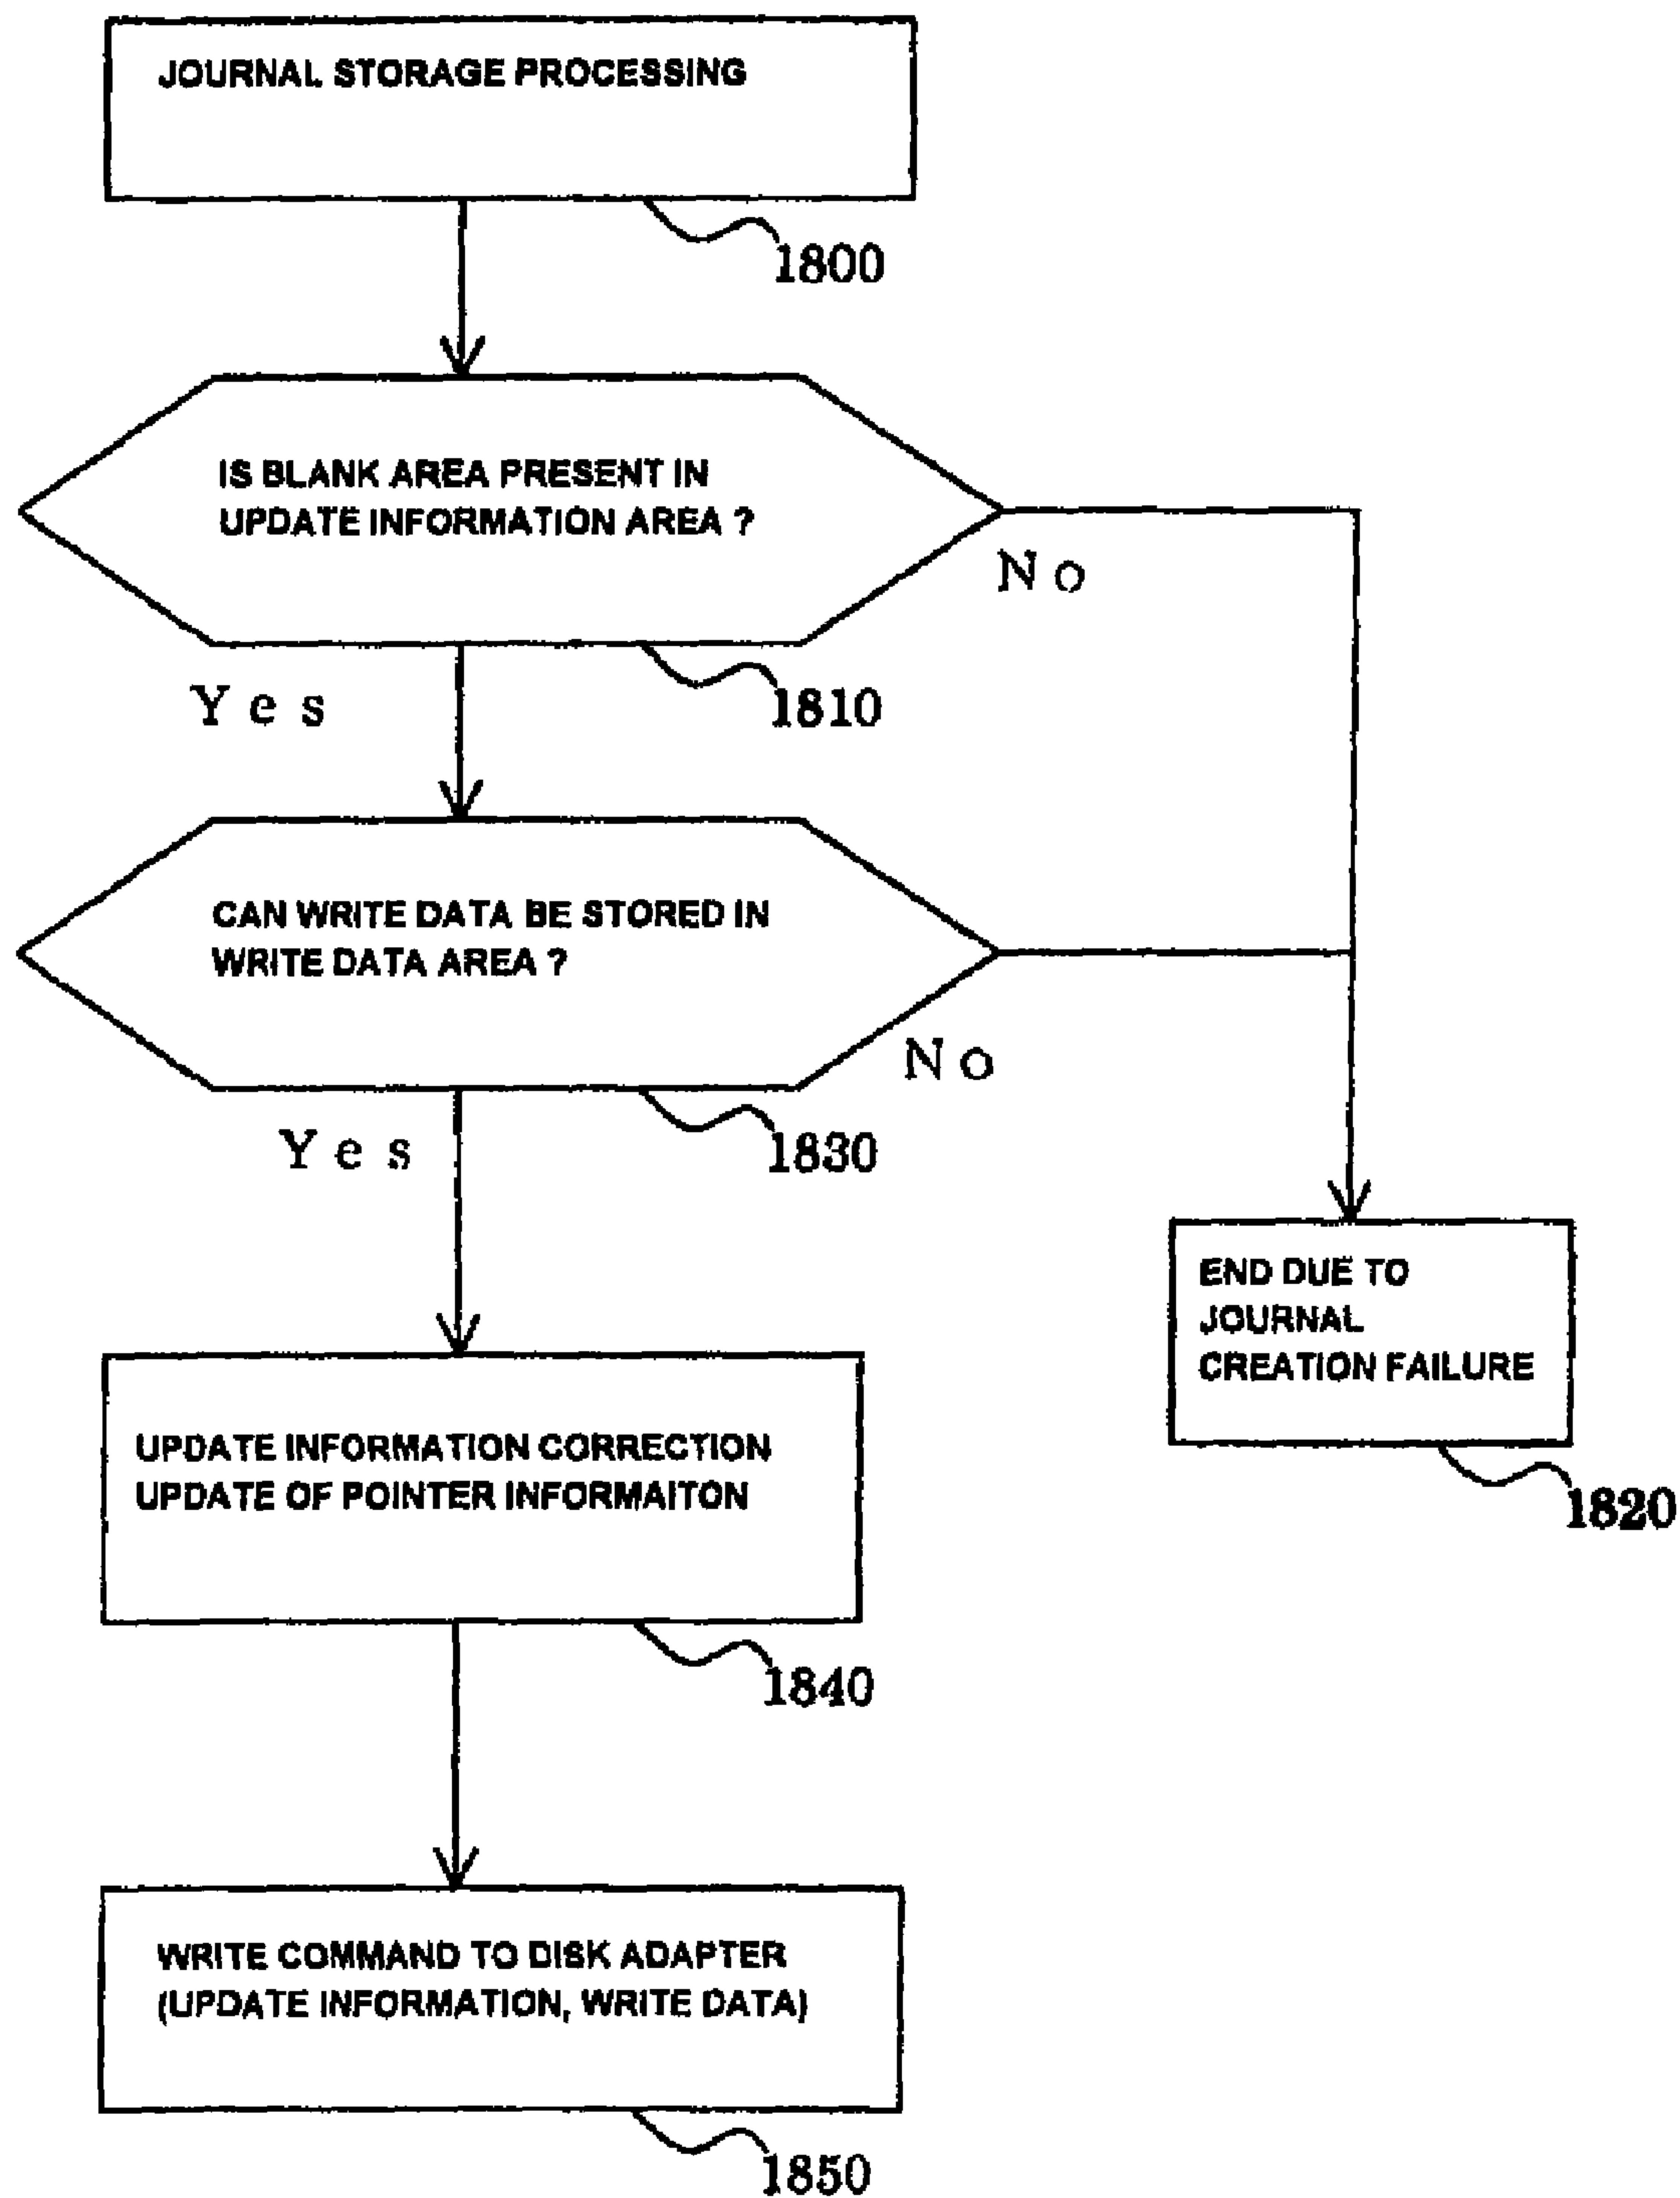 JOURNAL STORAGE PROCESSING
1800
IS BLANK AREA PRESENT IN
UPDATE INFORMATION AREA ?
No
Yes
1810
CAN WRITE DATA BE STORED IN
WRITE DATA AREA ?
No
Yes
1830
END DUE TO
JOURNAL
CREATION FAILURE
1820
UPDATE INFORMATION CORRECTION
UPDATE OF POINTER INFORMAITON
1840
WRITE COMMAND TO DISK ADAPTER
(UPDATE INFORMATION, WRITE DATA)
1850